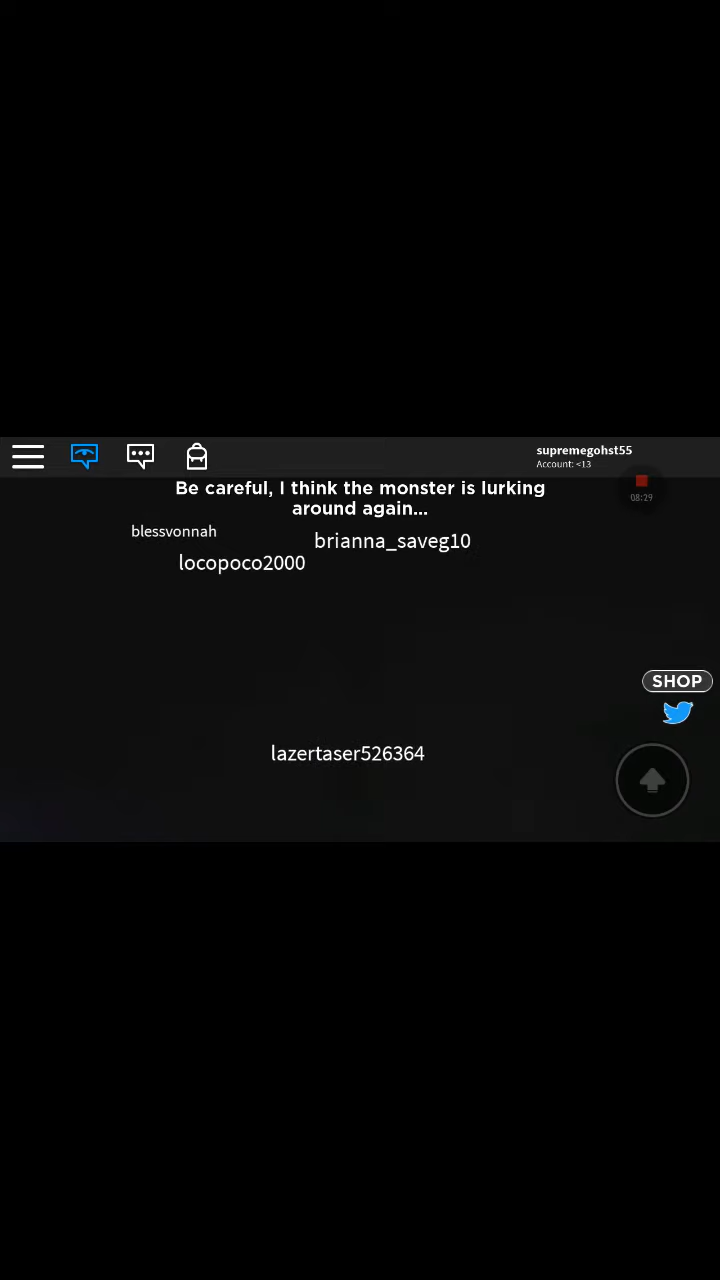 supremegohst55
Account: <13
08:29
Be careful, I think the monster is lurking
around again...
blessvonnah
brianna_saveg10
locopoco2000
SHOP
lazertaser526364